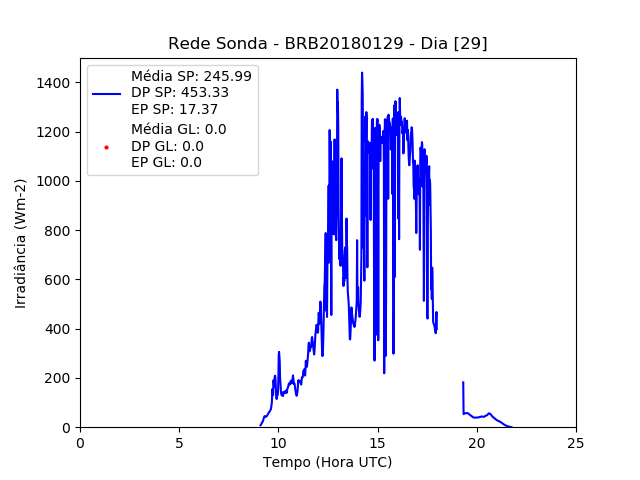 Rede Sonda - BRB20180129 - Dia [29]
Média SP: 245.99
DP SP: 453.33
EP SP: 17.37
Média GL: 0.0
DP GL: 0.0
EP GL: 0.0
Irradiância (Wm-2)
1400
1200
1000
800
600
400
200
0
0 5 10 15 20 25
Tempo (Hora UTC)